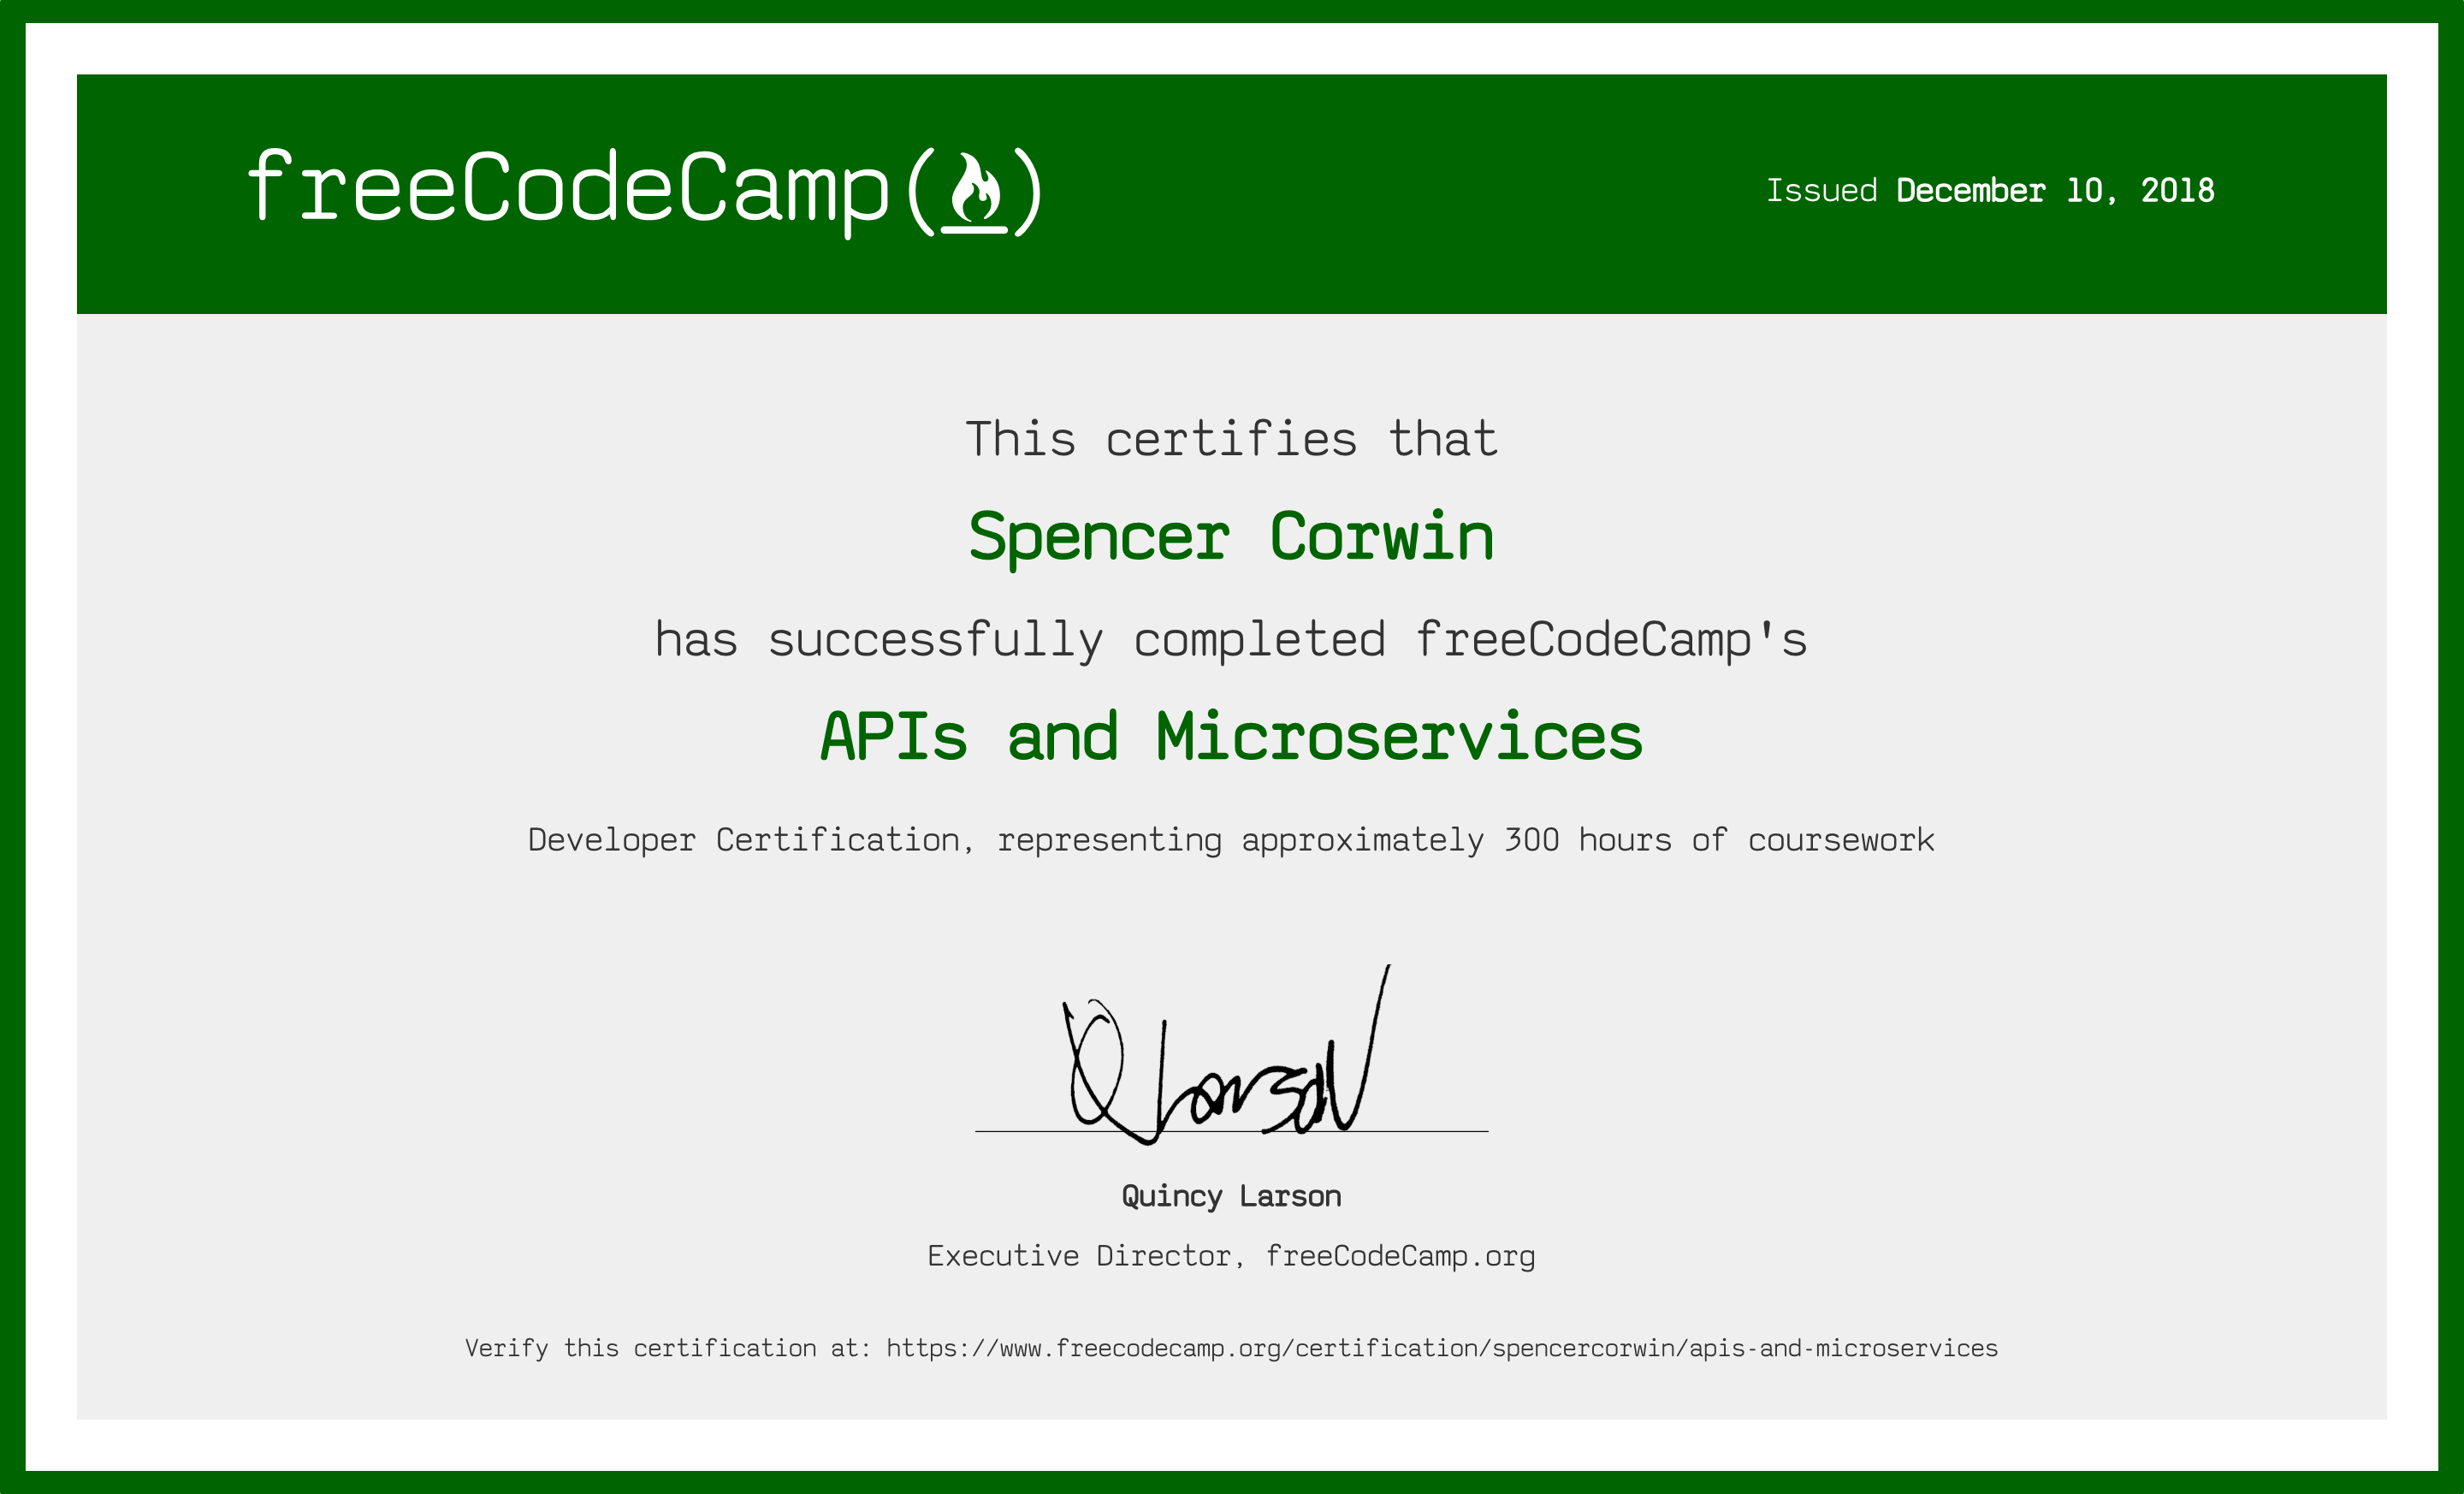 freeCodeCamp( )
Issued December 10, 2018
This certifies that
Spencer Corwin
has successfully completed freeCodeCamp's
APIs and Microservices
Developer Certification, representing approximately 300 hours of coursework
Q Larson
Quincy Larson
Executive Director, freeCodeCamp.org
Verify this certification at: https://www.freecodecamp.org/certification/spencercorwin/apis-and-microservices